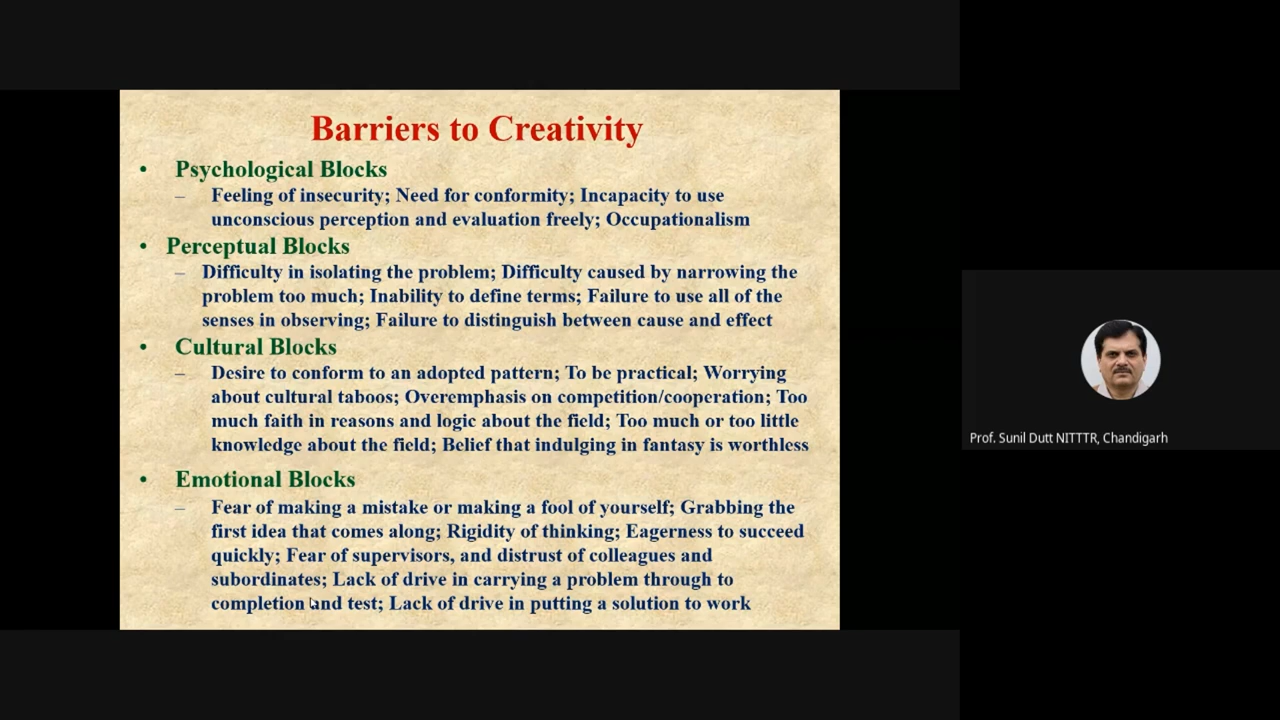 Barriers to Creativity
• Psychological Blocks
– Feeling of insecurity; Need for conformity; Incapacity to use
unconscious perception and evaluation freely; Occupationalism
• Perceptual Blocks
– Difficulty in isolating the problem; Difficulty caused by narrowing the
problem too much; Inability to define terms; Failure to use all of the
senses in observing; Failure to distinguish between cause and effect
• Cultural Blocks
– Desire to conform to an adopted pattern; To be practical; Worrying
about cultural taboos; Overemphasis on competition/cooperation; Too
much faith in reasons and logic about the field; Too much or too little
knowledge about the field; Belief that indulging in fantasy is worthless
• Emotional Blocks
– Fear of making a mistake or making a fool of yourself; Grabbing the
first idea that comes along; Rigidity of thinking; Eagerness to succeed
quickly; Fear of supervisors, and distrust of colleagues and
subordinates; Lack of drive in carrying a problem through to
completion and test; Lack of drive in putting a solution to work
Prof. Sunil Dutt NITTTR, Chandigarh